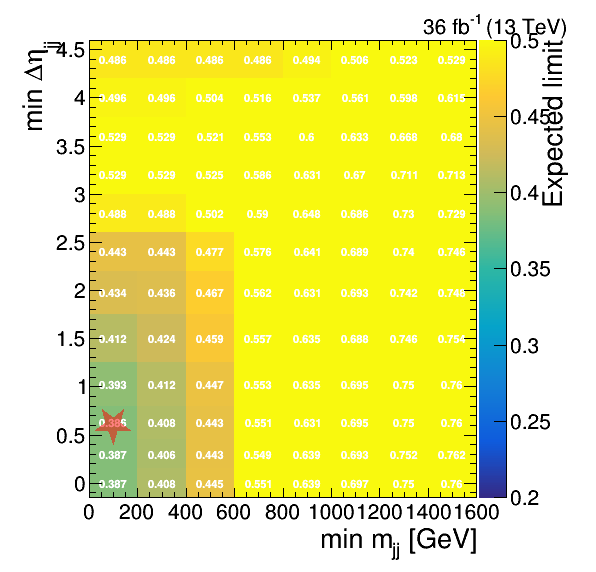 36 fb-1 (13 TeV)
min Δηjj
Expected limit
4.5 0.486 0.486 0.486 0.486 0.494 0.506 0.523 0.529 0.5
4 0.496 0.496 0.504 0.516 0.537 0.561 0.598 0.615 0.45
3.5 0.529 0.529 0.521 0.553 0.6 0.633 0.668 0.68
3 0.529 0.529 0.525 0.586 0.631 0.67 0.711 0.713 0.4
0.488 0.488 0.502 0.59 0.648 0.686 0.73 0.729
2.5 0.443 0.443 0.477 0.576 0.641 0.689 0.74 0.746 0.35
2 0.434 0.436 0.467 0.562 0.631 0.693 0.742 0.748
1.5 0.412 0.424 0.459 0.557 0.635 0.688 0.746 0.754 0.3
1 0.393 0.412 0.447 0.553 0.635 0.695 0.75 0.76
0.386 0.408 0.443 0.551 0.631 0.695 0.75 0.76 0.25
0.5 0.387 0.406 0.443 0.549 0.639 0.693 0.752 0.762
0 0.387 0.408 0.445 0.551 0.639 0.697 0.75 0.76 0.2
0 200 400 600 800 1000 1200 1400 1600
min mjj [GeV]